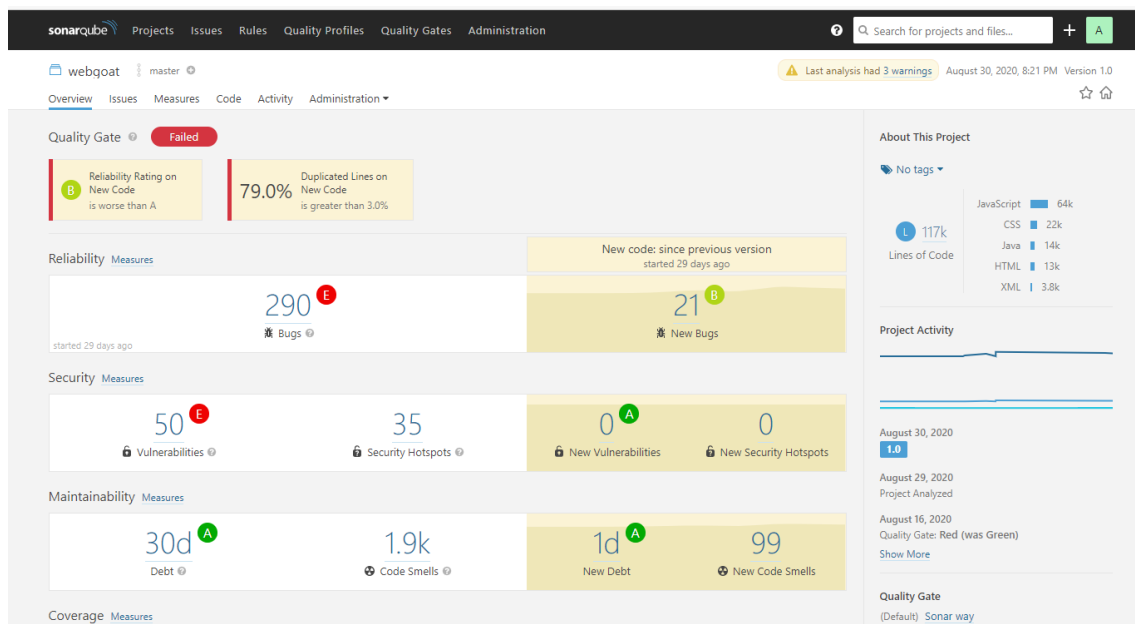 sonarqube Projects Issues Rules Quality Profiles Quality Gates Administration ? Search for projects and files... + A
webgoat master Last analysis had 3 warnings August 30, 2020, 8:21 PM Version 1.0
Overview Issues Measures Code Activity Administration
Quality Gate ? Failed
B Reliability Rating on
New Code
is worse than A
79.0% Duplicated Lines on
New Code
is greater than 3.0%
New code: since previous version
started 29 days ago
Reliability Measures
290 E
Bugs ?
started 29 days ago
21 B
New Bugs
Security Measures
50 E
Vulnerabilities ?
35
Security Hotspots ?
0 A
New Vulnerabilities
0
New Security Hotspots
Maintainability Measures
30d A
Debt ?
1.9k
Code Smells ?
1d A
New Debt
99
New Code Smells
Coverage Measures
About This Project
No tags
L 117k
Lines of Code
JavaScript 64k
CSS 22k
Java 14k
HTML 13k
XML 3.8k
Project Activity
August 30, 2020
1.0
August 29, 2020
Project Analyzed
August 16, 2020
Quality Gate: Red (was Green)
Show More
Quality Gate
(Default) Sonar way